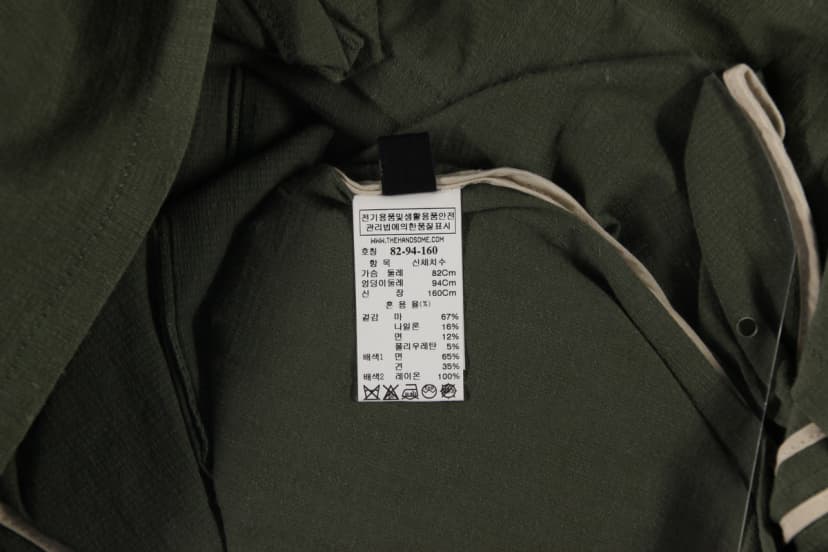 전기용품및생활용품안전
관리법에의한품질표시
WWW.THEHANDSOME.COM
호칭 82-94-160
항 목 신체치수
가슴 둘레 82Cm
엉덩이둘레 94Cm
신 장 160Cm
혼 용 율(%)
겉감 마 67%
나일론 16%
면 12%
폴리우레탄 5%
배색1 면 65%
견 35%
배색2 레이온 100%